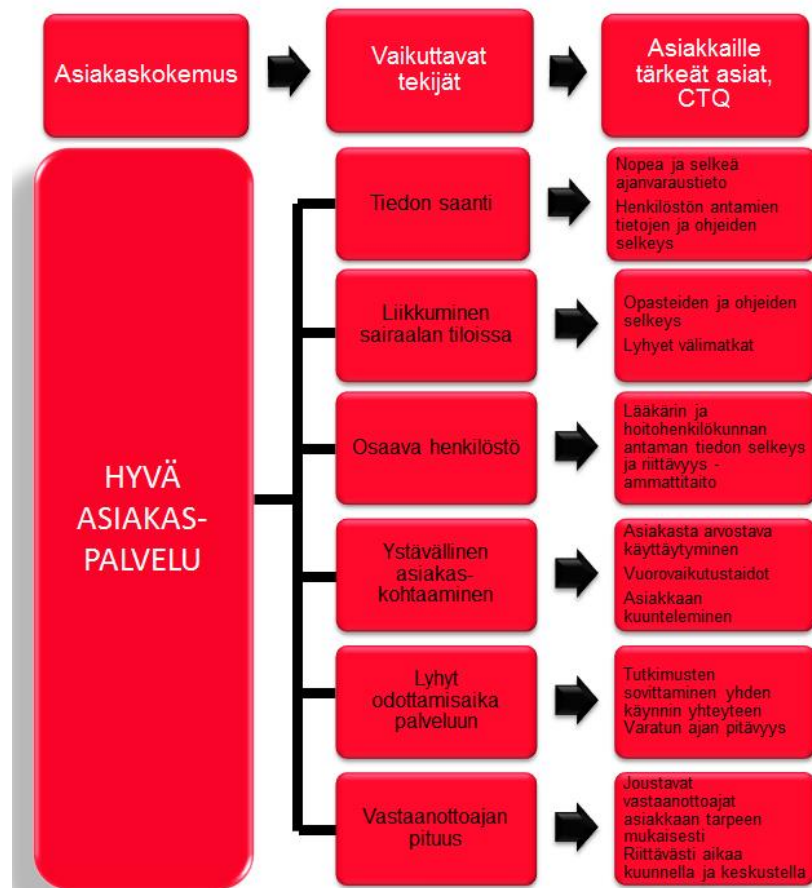 Asiakaskokemus
Vaikuttavat
tekijät
Asiakkaille
tärkeät asiat,
CTQ
HYVÄ
ASIAKAS-
PALVELU
Tiedon saanti
Nopea ja selkeä
ajanvaraustieto
Henkilöstön antamien
tietojen ja ohjeiden
selkeys
Liikkuminen
sairaalan tiloissa
Opasteiden ja ohjeiden
selkeys
Lyhyet välimatkat
Osaava henkilöstö
Lääkärin ja
hoitohenkilökunnan
antaman tiedon selkeys
ja riittävyys -
ammattitaito
Ystävällinen
asiakas-
kohtaaminen
Asiakasta arvostava
käyttäytyminen
Vuorovaikutustaidot
Asiakkaan
kuunteleminen
Lyhyt
odottamisaika
palveluun
Tutkimusten
sovittaminen yhden
käynnin yhteyteen
Varatun ajan pitävyys
Vastaanottoajan
pituus
Joustavat
vastaanottoajat
asiakkaan tarpeen
mukaisesti
Riittävästi aikaa
kuunnella ja keskustella